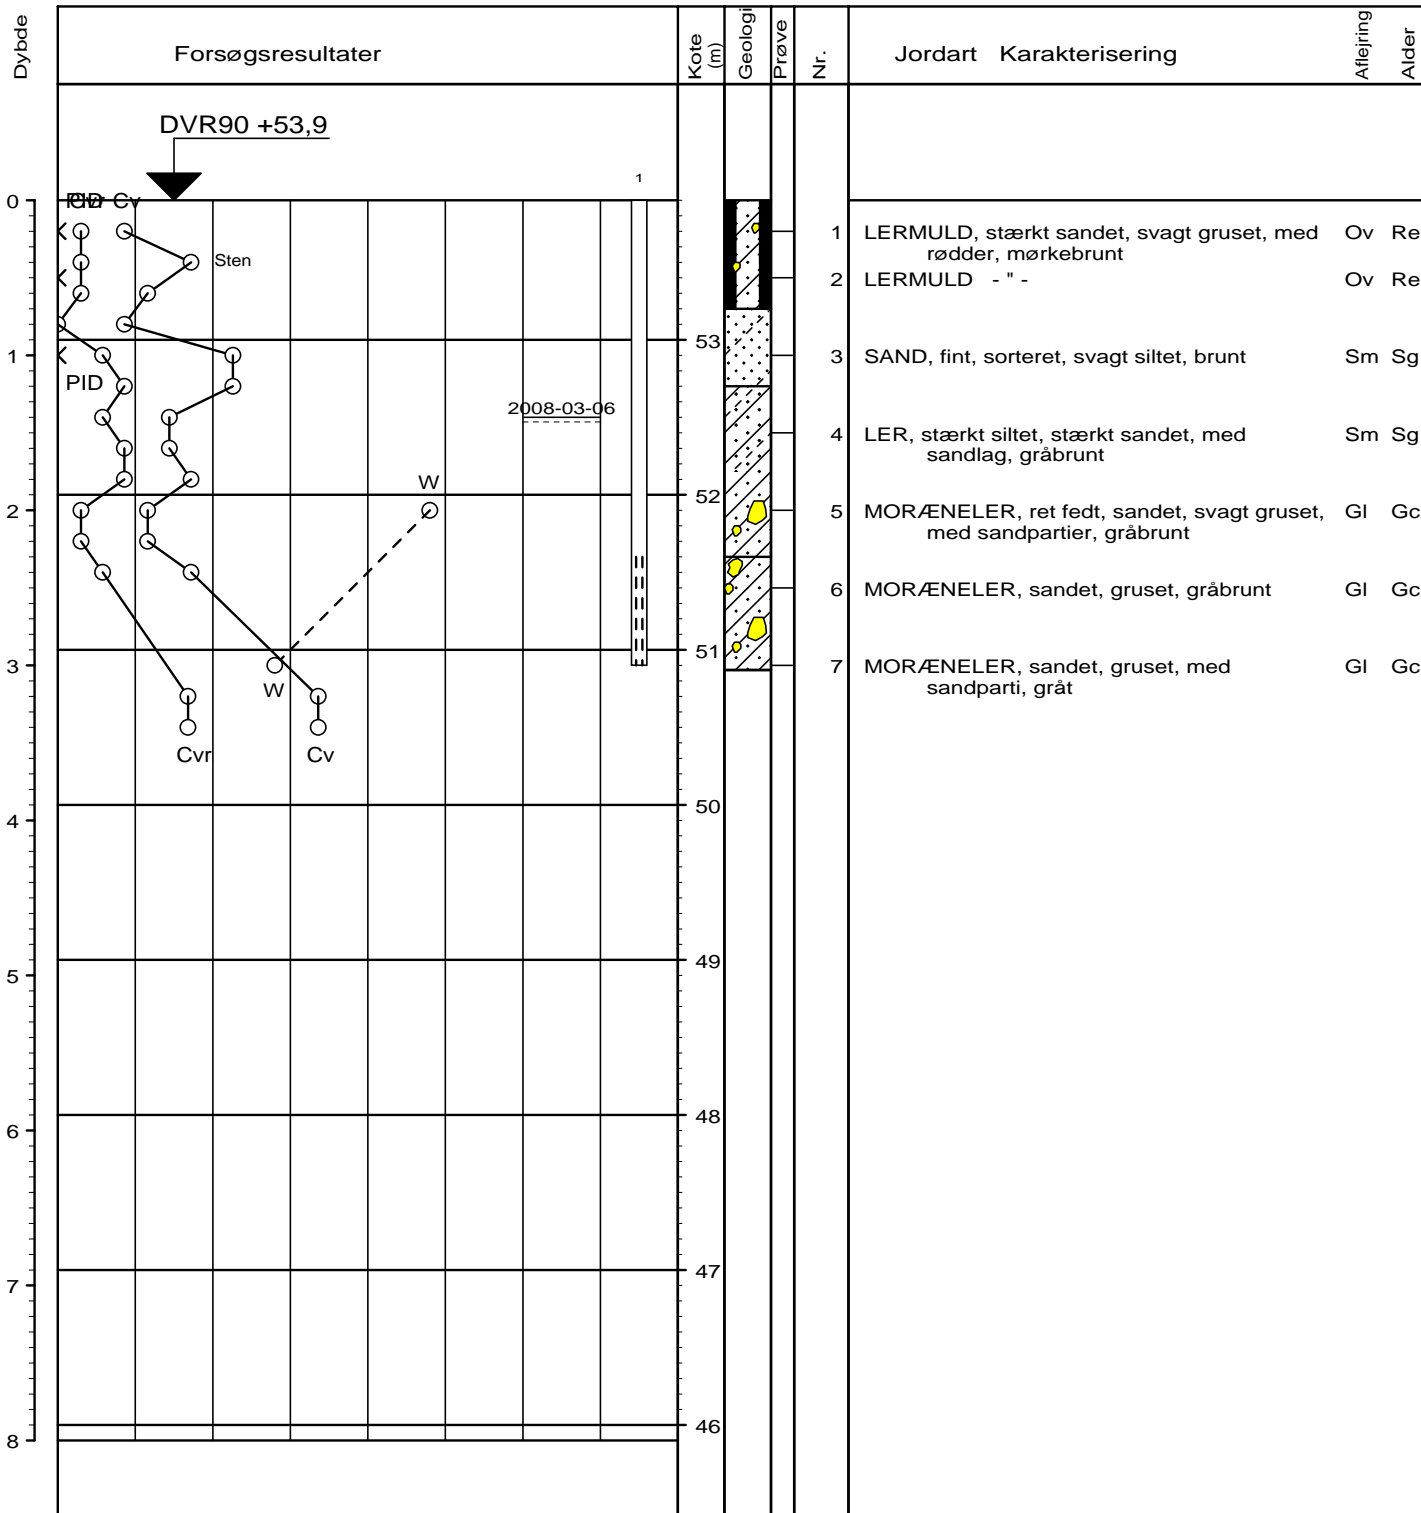 Dybde
Forsøgsresultater
Kote
(m)
Geologi
Prøve
Nr.
Jordart Karakterisering
Aflejring
Alder
DVR90 +53,9
1
0
PID
Cvr
Cv
1 LERMULD, stærkt sandet, svagt gruset, med Ov Re
rødder, mørkebrunt
Sten
2 LERMULD - " - Ov Re
53
1
3 SAND, fint, sorteret, svagt siltet, brunt Sm Sg
PID
2008-03-06
4 LER, stærkt siltet, stærkt sandet, med Sm Sg
sandlag, gråbrunt
W
52
2
5 MORÆNELER, ret fedt, sandet, svagt gruset, Gl Gc
med sandpartier, gråbrunt
6 MORÆNELER, sandet, gruset, gråbrunt Gl Gc
51
3
7 MORÆNELER, sandet, gruset, med Gl Gc
sandparti, gråt
W
Cvr
Cv
50
4
49
5
48
6
47
7
46
8